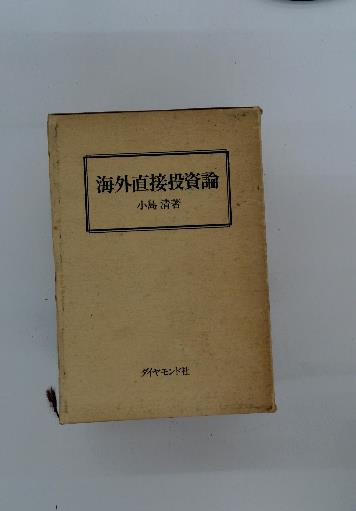 海外直接投資論
小島 清著
ダイヤモンド社